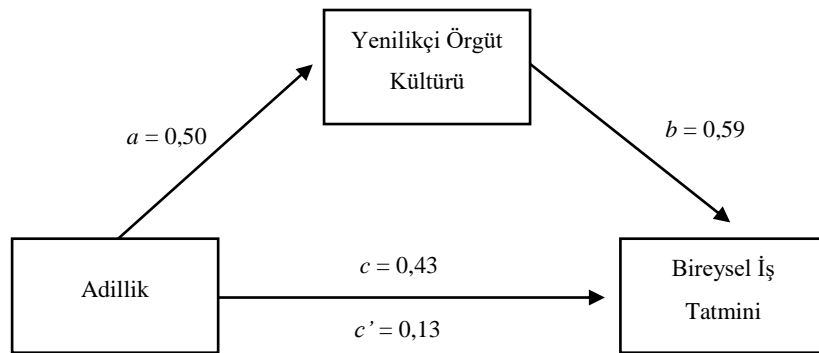 Yenilikçi Örgüt
Kültürü
a = 0,50
b = 0,59
Adillik
c = 0,43
c’ = 0,13
Bireysel İş
Tatmini